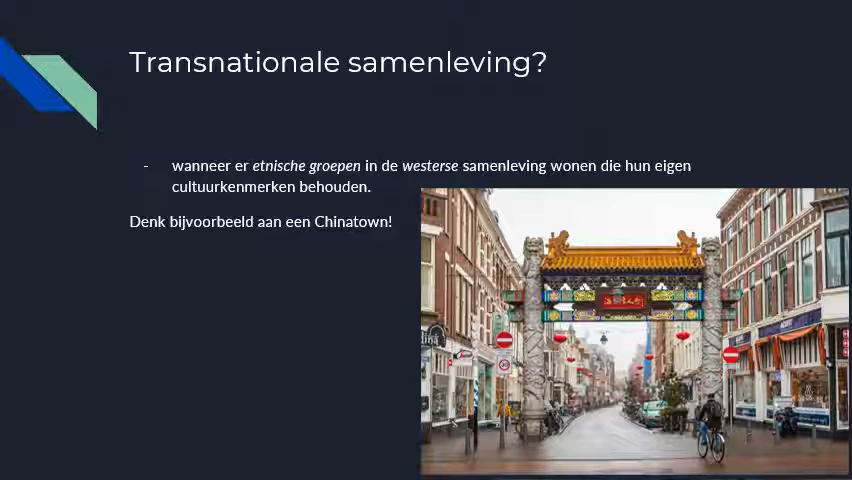 Transnationale samenleving?
- wanneer er etnische groepen in de westerse samenleving wonen die hun eigen
cultuurkenmerken behouden.
Denk bijvoorbeeld aan een Chinatown!